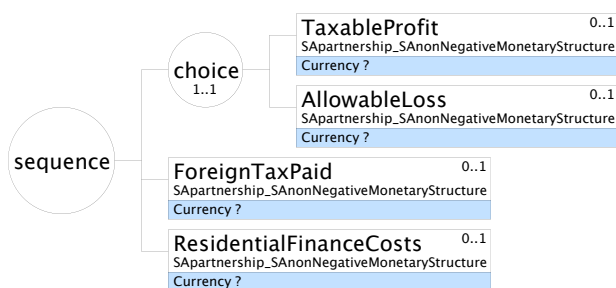 sequence
choice
1..1
TaxableProfit 0..1
SApartnership_SAnonNegativeMonetaryStructure
Currency ?
AllowableLoss 0..1
SApartnership_SAnonNegativeMonetaryStructure
Currency ?
ForeignTaxPaid 0..1
SApartnership_SAnonNegativeMonetaryStructure
Currency ?
ResidentialFinanceCosts 0..1
SApartnership_SAnonNegativeMonetaryStructure
Currency ?